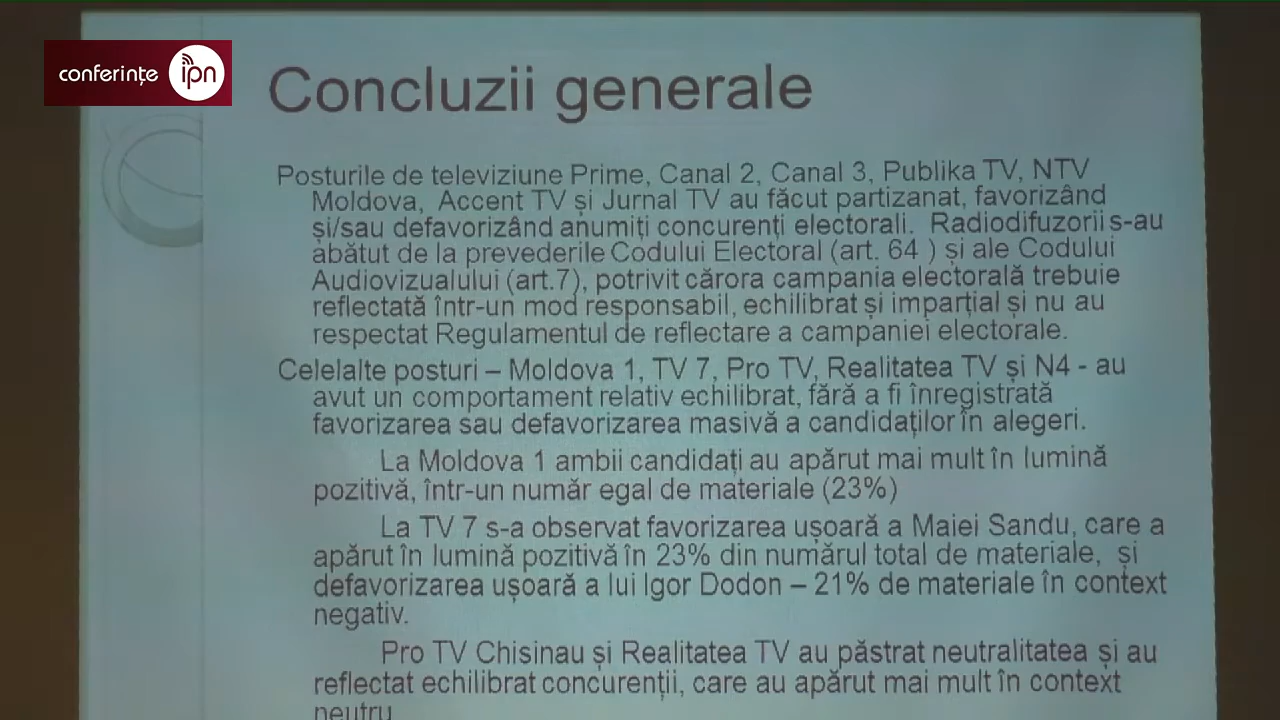 conferințe ipn
Concluzii generale
Posturile de televiziune Prime, Canal 2, Canal 3, Publika TV, NTV
Moldova, Accent TV și Jurnal TV au făcut partizanat, favorizând
și/sau defavorizând anumiți concurenți electorali. Radiodifuzorii s-au
abătut de la prevederile Codului Electoral (art. 64 ) și ale Codului
Audiovizualului (art.7), potrivit cărora campania electorală trebuie
reflectată într-un mod responsabil, echilibrat și imparțial și nu au
respectat Regulamentul de reflectare a campaniei electorale.
Celelalte posturi – Moldova 1, TV 7, Pro TV, Realitatea TV și N4 - au
avut un comportament relativ echilibrat, fără a fi înregistrată
favorizarea sau defavorizarea masivă a candidaților în alegeri.
La Moldova 1 ambii candidați au apărut mai mult în lumină
pozitivă, într-un număr egal de materiale (23%)
La TV 7 s-a observat favorizarea ușoară a Maiei Sandu, care a
apărut în lumină pozitivă în 23% din numărul total de materiale, și
defavorizarea ușoară a lui Igor Dodon – 21% de materiale în context
negativ.
Pro TV Chisinau și Realitatea TV au păstrat neutralitatea și au
reflectat echilibrat concurenții, care au apărut mai mult în context
neutru